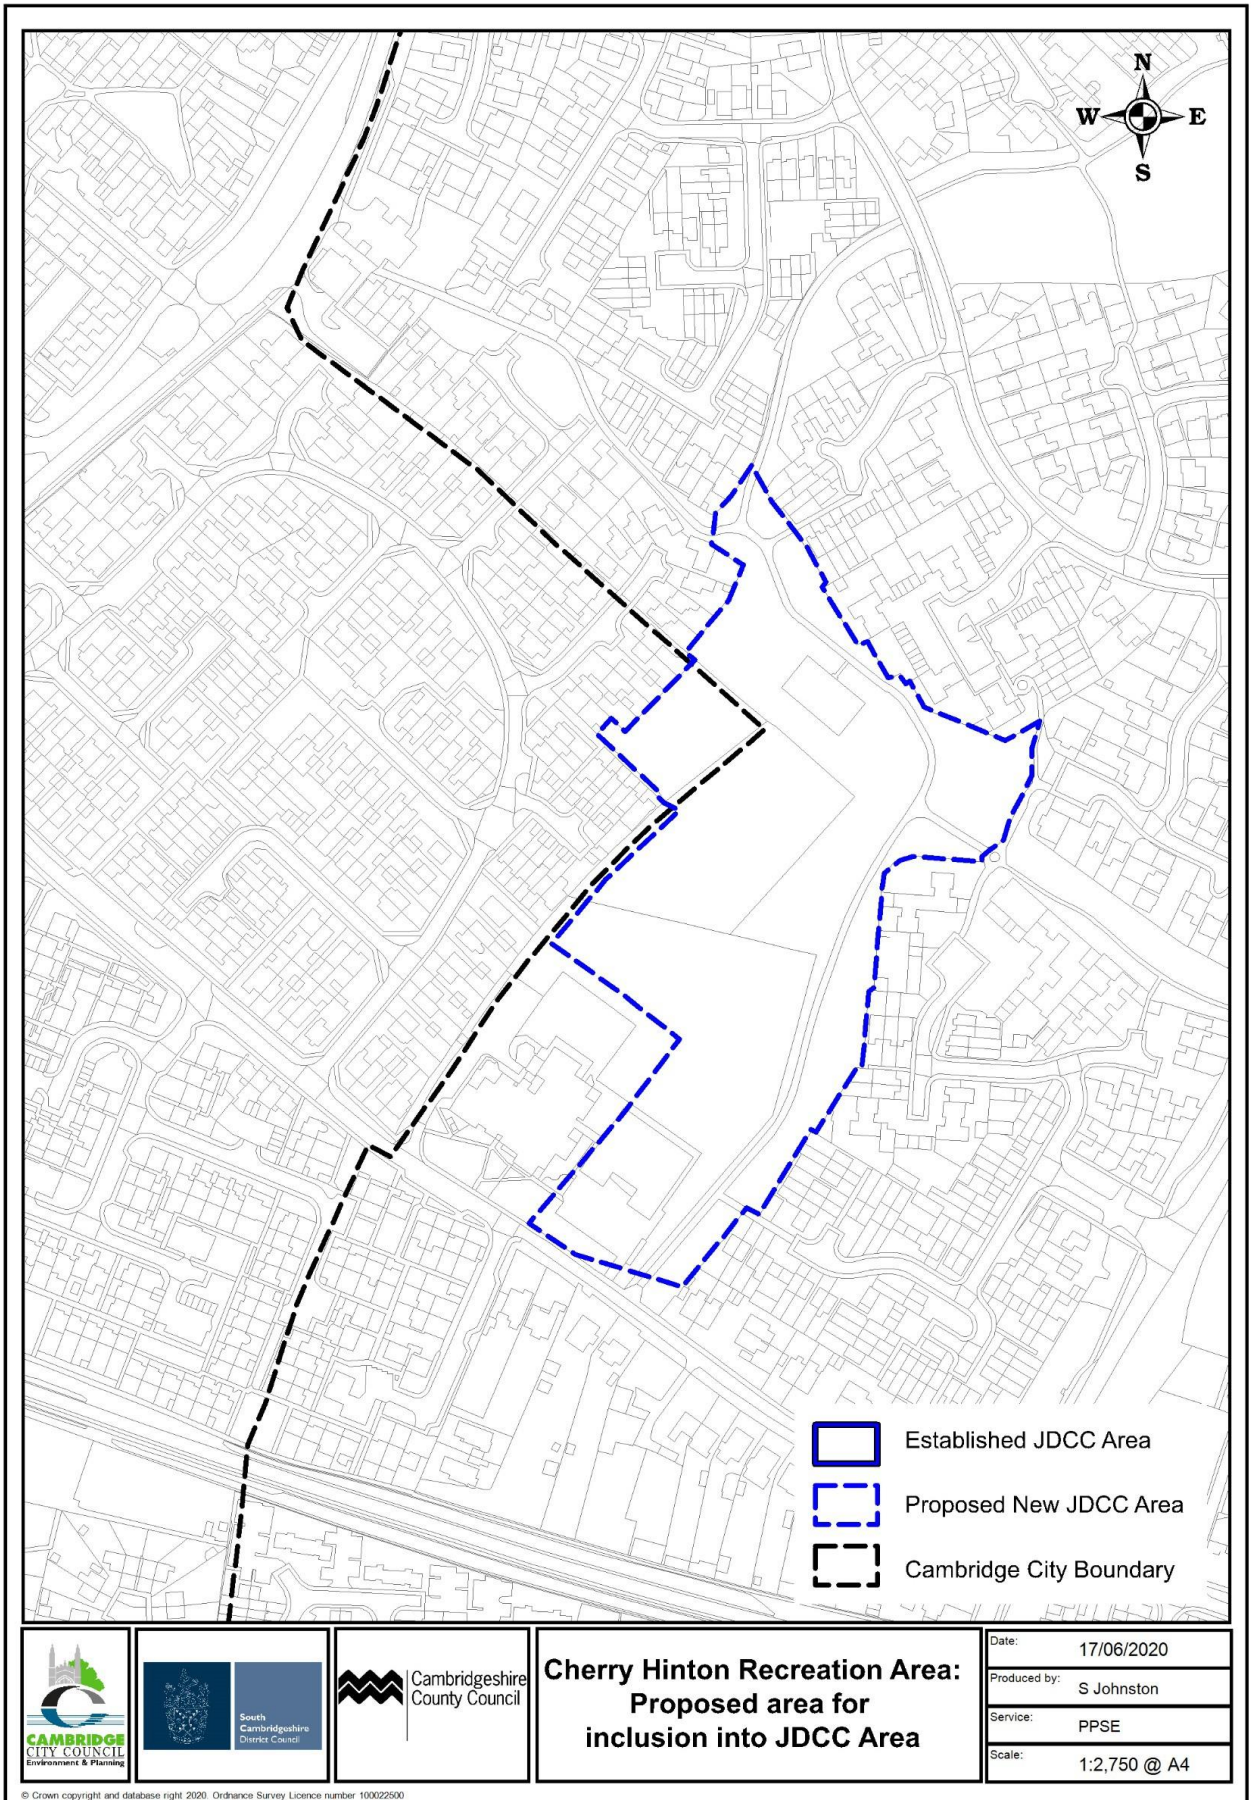 N
W E
S
Established JDCC Area
Proposed New JDCC Area
Cambridge City Boundary
CAMBRIDGE
CITY COUNCIL
Environment & Planning
South
Cambridgeshire
District Council
Cambridgeshire
County Council
Cherry Hinton Recreation Area:
Proposed area for
inclusion into JDCC Area
Date: 17/06/2020
Produced by: S Johnston
Service: PPSE
Scale: 1:2,750 @ A4
© Crown copyright and database right 2020. Ordnance Survey Licence number 100022500